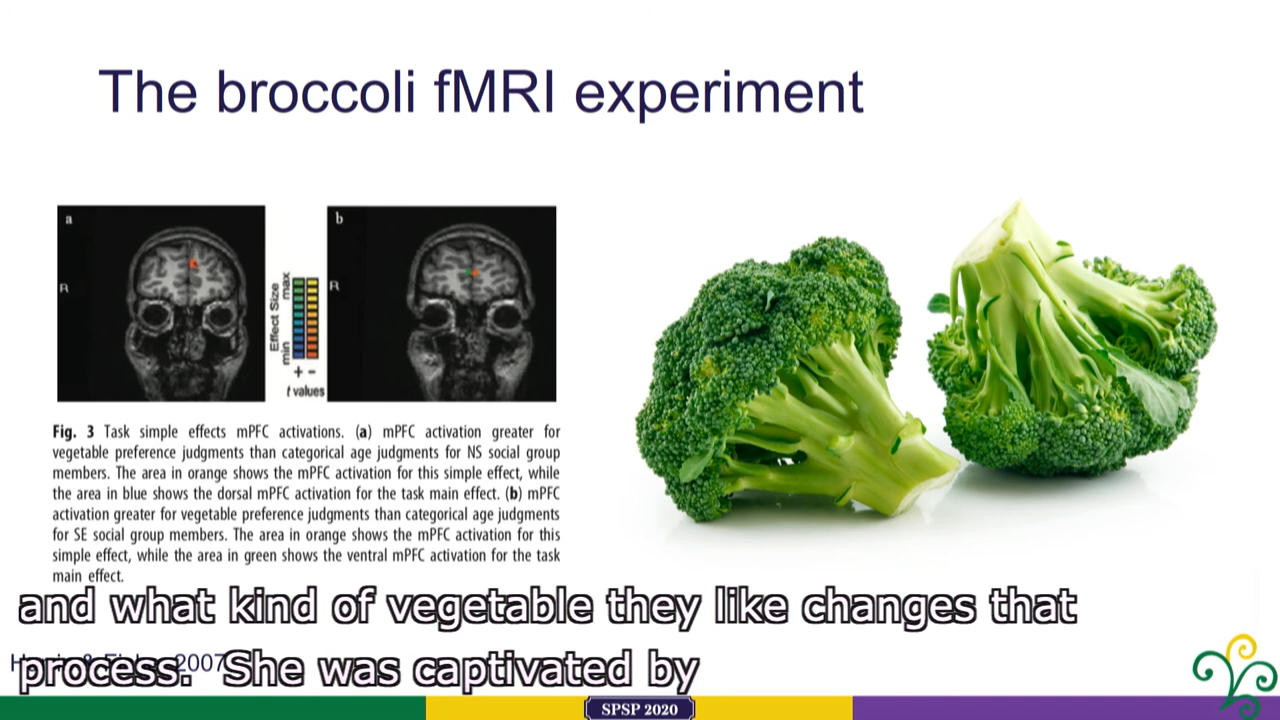 The broccoli fMRI experiment
a
b
R
R
Effect Size
max
min
+ −
t values
Fig. 3 Task simple effects mPFC activations. (a) mPFC activation greater for
vegetable preference judgments than categorical age judgments for NS social group
members. The area in orange shows the mPFC activation for this simple effect, while
the area in blue shows the dorsal mPFC activation for the task main effect. (b) mPFC
activation greater for vegetable preference judgments than categorical age judgments
for SE social group members. The area in orange shows the mPFC activation for this
simple effect, while the area in green shows the ventral mPFC activation for the task
main effect.
and what kind of vegetable they like changes that
process. She was captivated by
2007
SPSP 2020